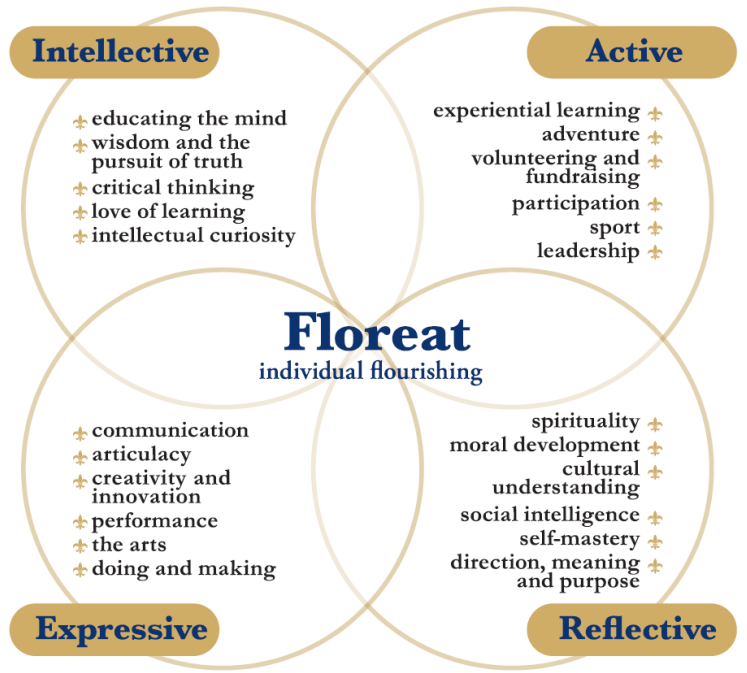 Intellective
educating the mind
wisdom and the
pursuit of truth
critical thinking
love of learning
intellectual curiosity
Active
experiential learning
adventure
volunteering and
fundraising
participation
sport
leadership
Floreat
individual flourishing
communication
articulacy
creativity and
innovation
performance
the arts
doing and making
Expressive
spirituality
moral development
cultural
understanding
social intelligence
self-mastery
direction, meaning
and purpose
Reflective